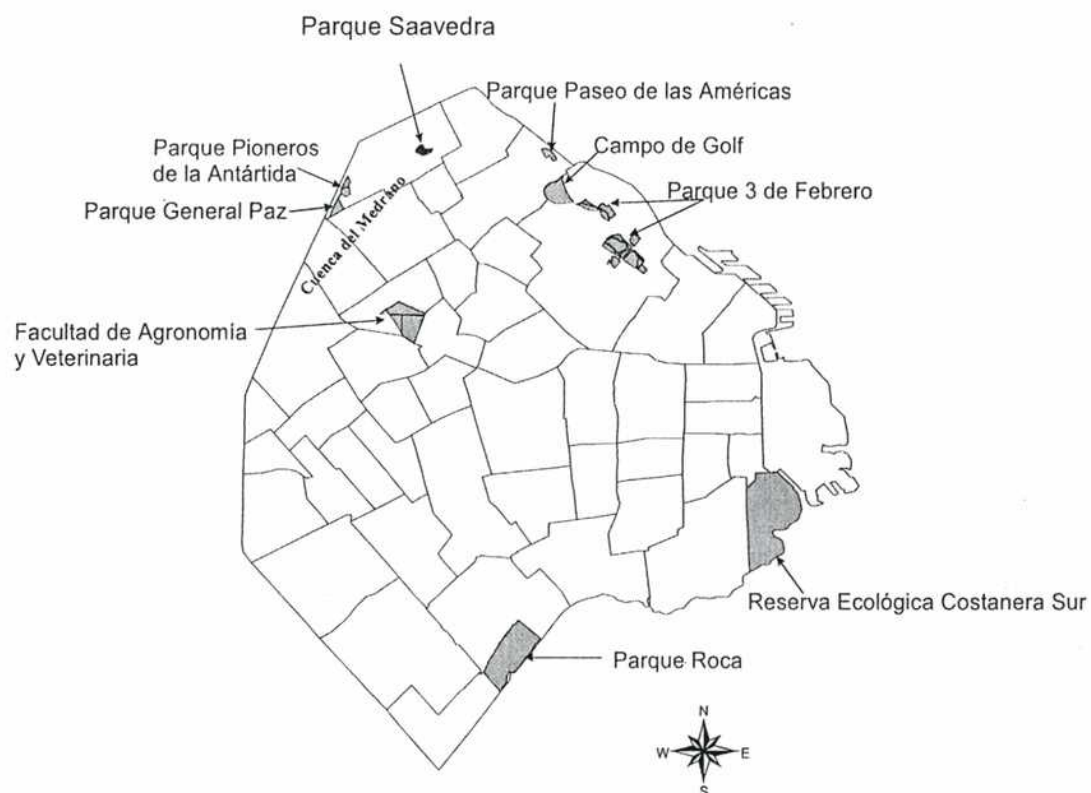 Parque Saavedra
Parque Paseo de las Américas
Parque Pioneros
de la Antártida
Campo de Golf
Parque General Paz
Parque 3 de Febrero
Cuenca del Medrano
Facultad de Agronomía
y Veterinaria
Reserva Ecológica Costanera Sur
Parque Roca
N
W
E
S